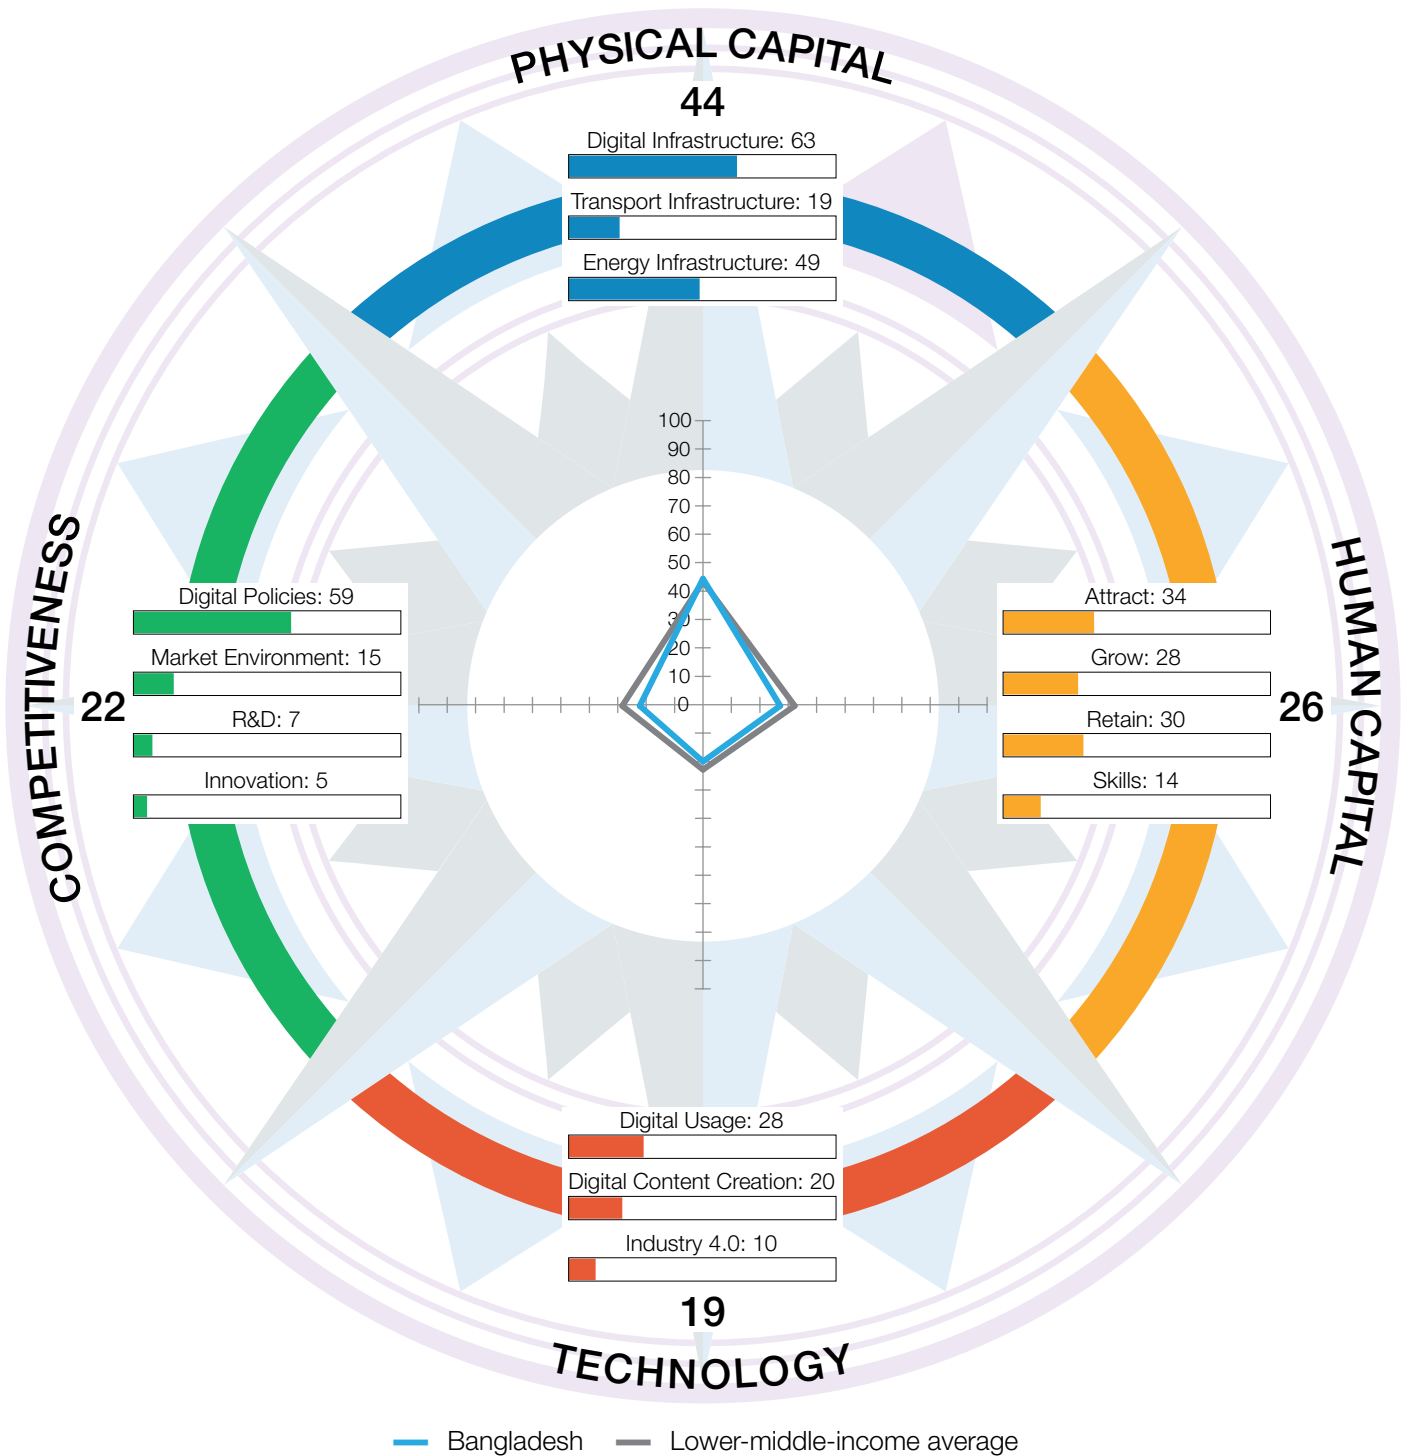 PHYSICAL CAPITAL
44
Digital Infrastructure: 63
Transport Infrastructure: 19
Energy Infrastructure: 49
100
90
80
70
60
50
40
30
20
10
0
COMPETITIVENESS
22
Digital Policies: 59
Market Environment: 15
R&D: 7
Innovation: 5
HUMAN CAPITAL
26
Attract: 34
Grow: 28
Retain: 30
Skills: 14
Digital Usage: 28
Digital Content Creation: 20
Industry 4.0: 10
19
TECHNOLOGY
Bangladesh
Lower-middle-income average